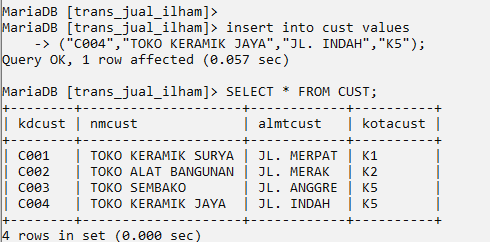 MariaDB [trans_jual_ilham]>
MariaDB [trans_jual_ilham]> insert into cust values
    -> ("C004","TOKO KERAMIK JAYA","JL. INDAH","K5");
Query OK, 1 row affected (0.057 sec)

MariaDB [trans_jual_ilham]> SELECT * FROM CUST;
+--------+--------------------+------------+----------+
| kdcust | nmcust             | almtcust   | kotacust |
+--------+--------------------+------------+----------+
| C001   | TOKO KERAMIK SURYA | JL. MERPAT | K1       |
| C002   | TOKO ALAT BANGUNAN | JL. MERAK  | K2       |
| C003   | TOKO SEMBAKO       | JL. ANGGRE | K5       |
| C004   | TOKO KERAMIK JAYA  | JL. INDAH  | K5       |
+--------+--------------------+------------+----------+
4 rows in set (0.000 sec)